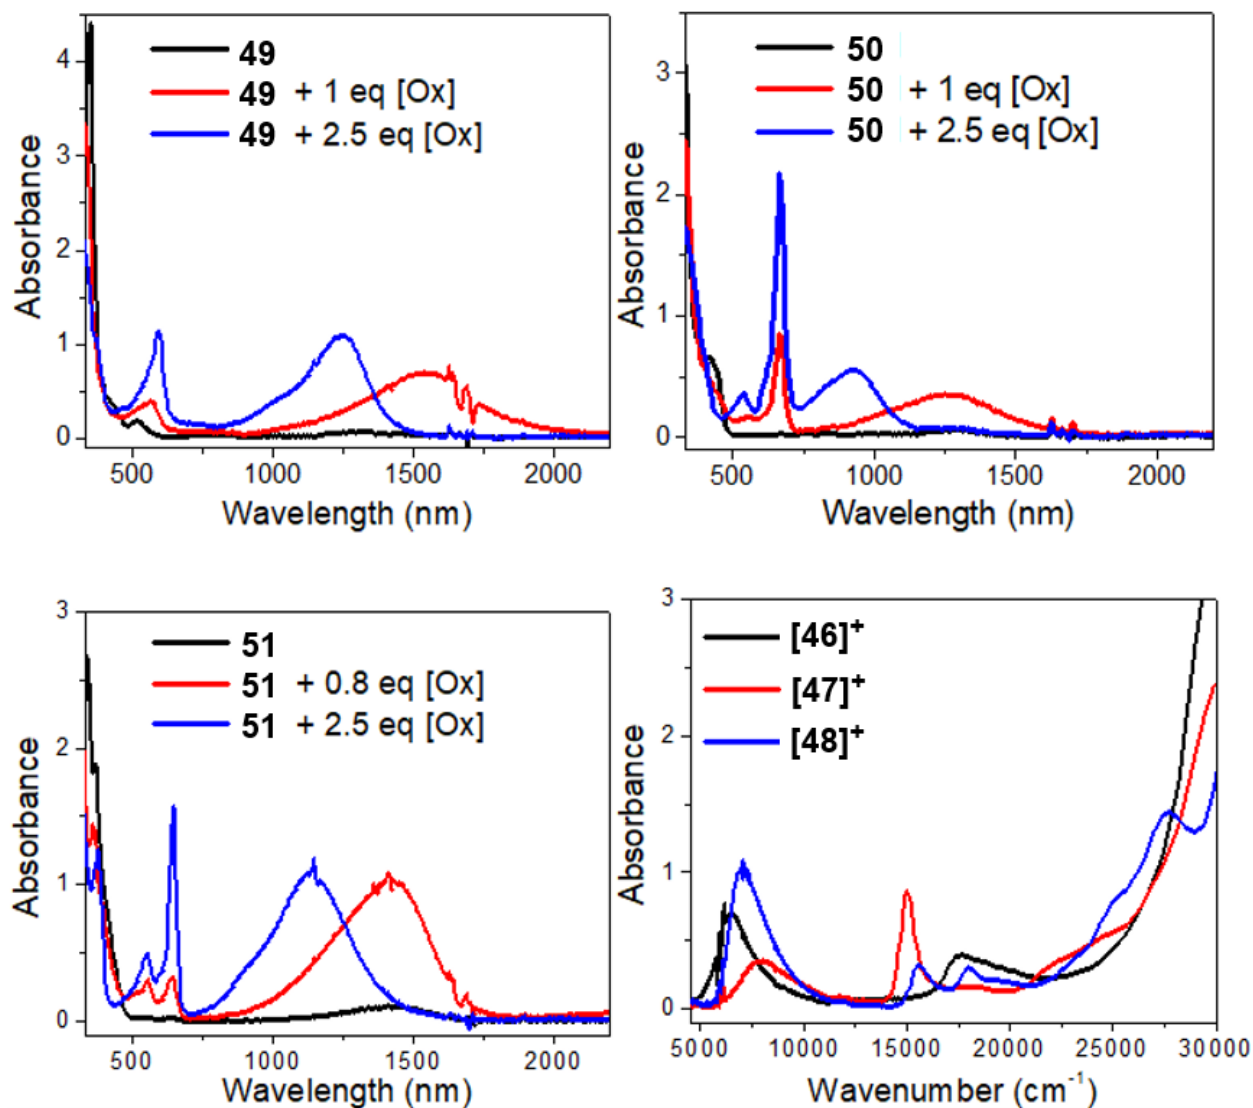 4
3
2
1
0
Absorbance
49
49 + 1 eq [Ox]
49 + 2.5 eq [Ox]
500 1000 1500 2000
Wavelength (nm)
3
2
1
0
Absorbance
50
50 + 1 eq [Ox]
50 + 2.5 eq [Ox]
500 1000 1500 2000
Wavelength (nm)
3
2
1
0
Absorbance
51
51 + 0.8 eq [Ox]
51 + 2.5 eq [Ox]
500 1000 1500 2000
Wavelength (nm)
3
2
1
0
Absorbance
[46]⁺
[47]⁺
[48]⁺
5000 10000 15000 20000 25000 30000
Wavenumber (cm⁻¹)